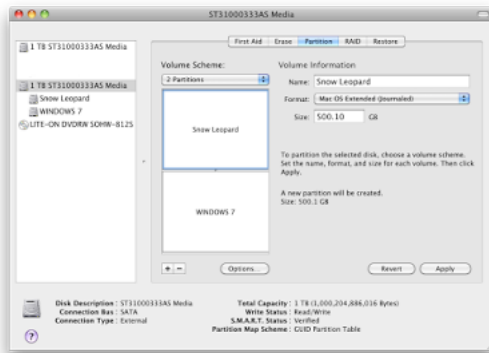 ST31000333AS Media
1 TB ST31000333AS Media
1 TB ST31000333AS Media
Snow Leopard
WINDOWS 7
LITE-ON DVDRW SOHW-812S
First Aid Erase Partition RAID Restore
Volume Scheme:
2 Partitions
Snow Leopard
WINDOWS 7
+ −
Options...
Volume Information
Name: Snow Leopard
Format: Mac OS Extended (Journaled)
Size: 500.10 GB
To partition the selected disk, choose a volume scheme.
Set the name, format, and size for each volume. Then click
Apply.
A new partition will be created.
Size: 500.1 GB
Revert Apply
Disk Description : ST31000333AS Media
Connection Bus : SATA
Connection Type : External
Total Capacity : 1 TB (1,000,204,886,016 Bytes)
Write Status : Read/Write
S.M.A.R.T. Status : Verified
Partition Map Scheme : GUID Partition Table
?